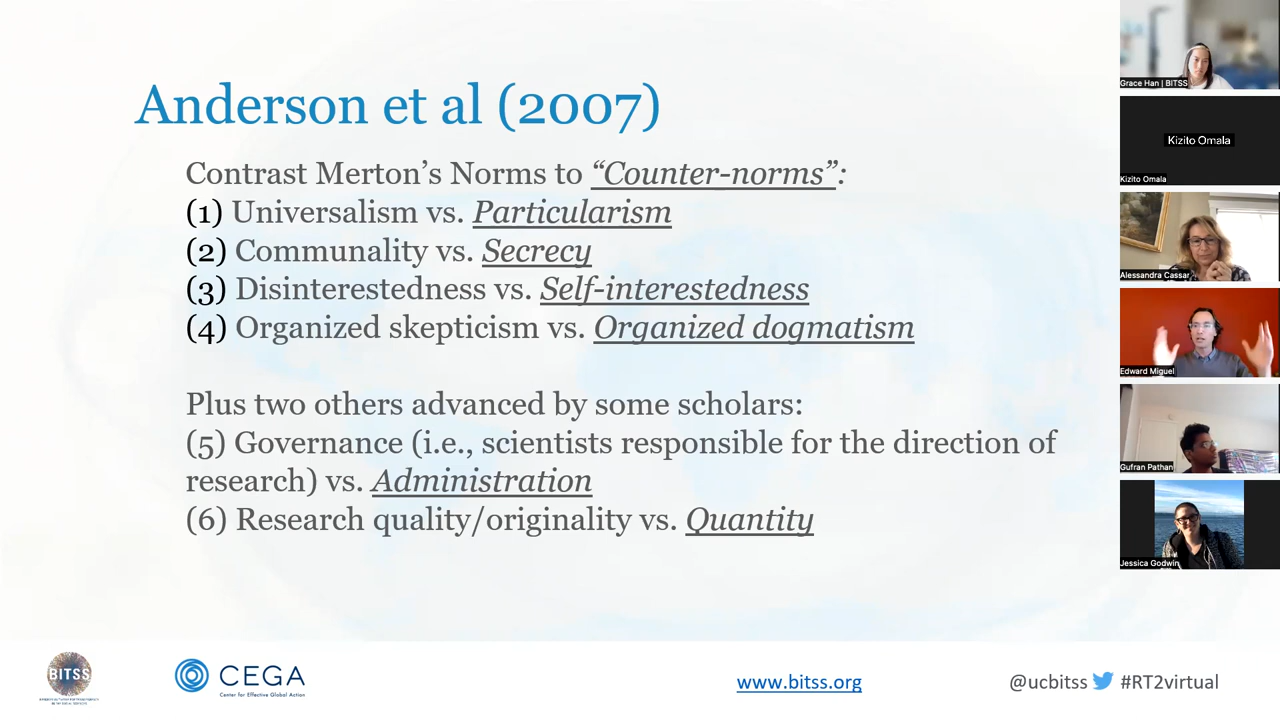 Anderson et al (2007)
Contrast Merton’s Norms to “Counter-norms”:
(1) Universalism vs. Particularism
(2) Communality vs. Secrecy
(3) Disinterestedness vs. Self-interestedness
(4) Organized skepticism vs. Organized dogmatism
Plus two others advanced by some scholars:
(5) Governance (i.e., scientists responsible for the direction of
research) vs. Administration
(6) Research quality/originality vs. Quantity
Grace Han | BITSS
Kizito Omala
Kizito Omala
Alessandra Cassar
Edward Miguel
Gufran Pathan
Jessica Godwin
BITSS
CEGA
Center for Effective Global Action
www.bitss.org
@ucbitss #RT2virtual